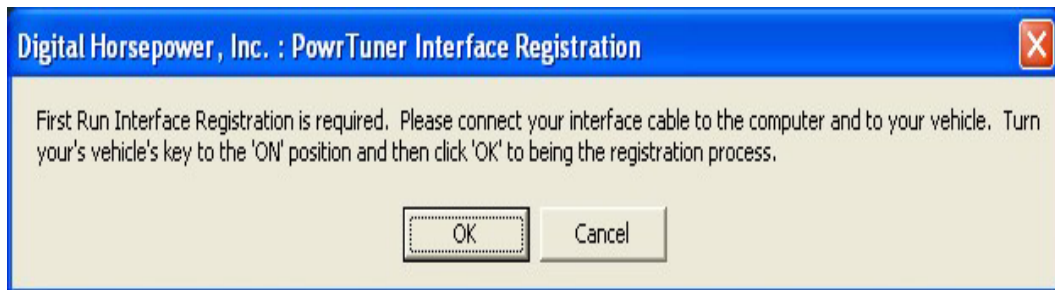 Digital Horsepower, Inc. : PowrTuner Interface Registration
First Run Interface Registration is required. Please connect your interface cable to the computer and to your vehicle. Turn
your's vehicle's key to the 'ON' position and then click 'OK' to being the registration process.
OK
Cancel